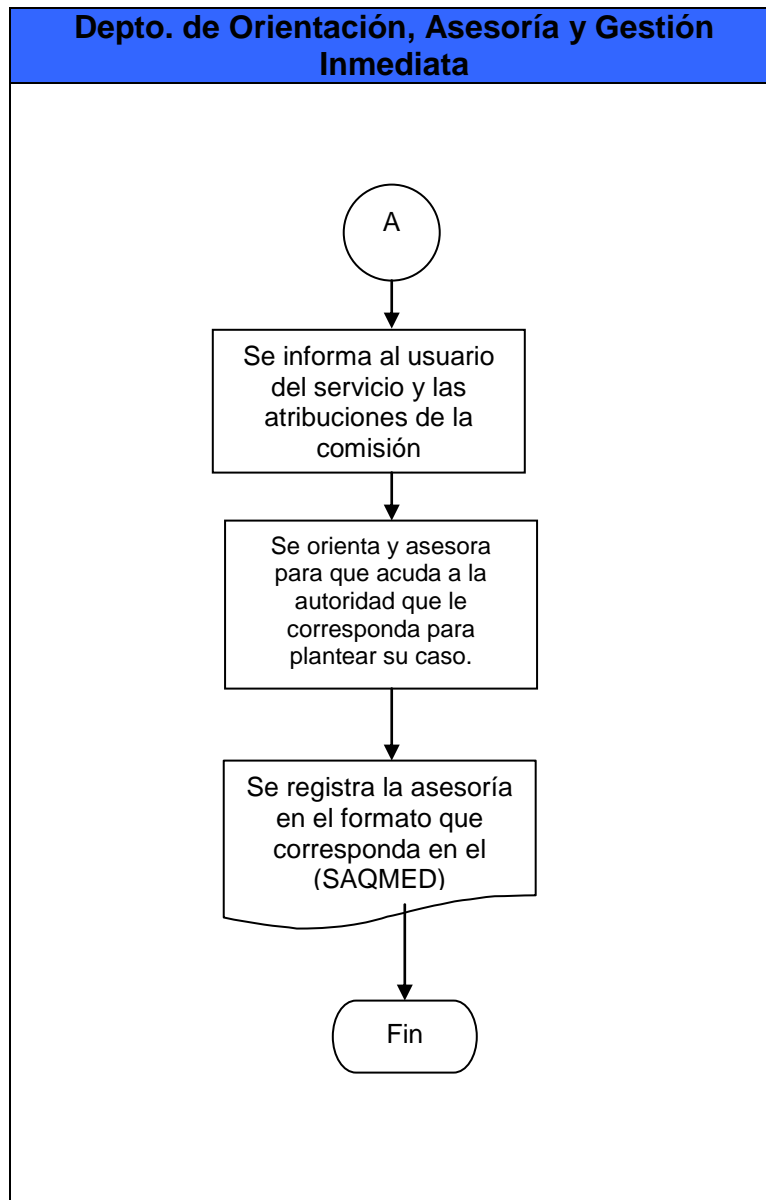 Depto. de Orientación, Asesoría y Gestión
Inmediata
A
Se informa al usuario
del servicio y las
atribuciones de la
comisión
Se orienta y asesora
para que acuda a la
autoridad que le
corresponda para
plantear su caso.
Se registra la asesoría
en el formato que
corresponda en el
(SAQMED)
Fin